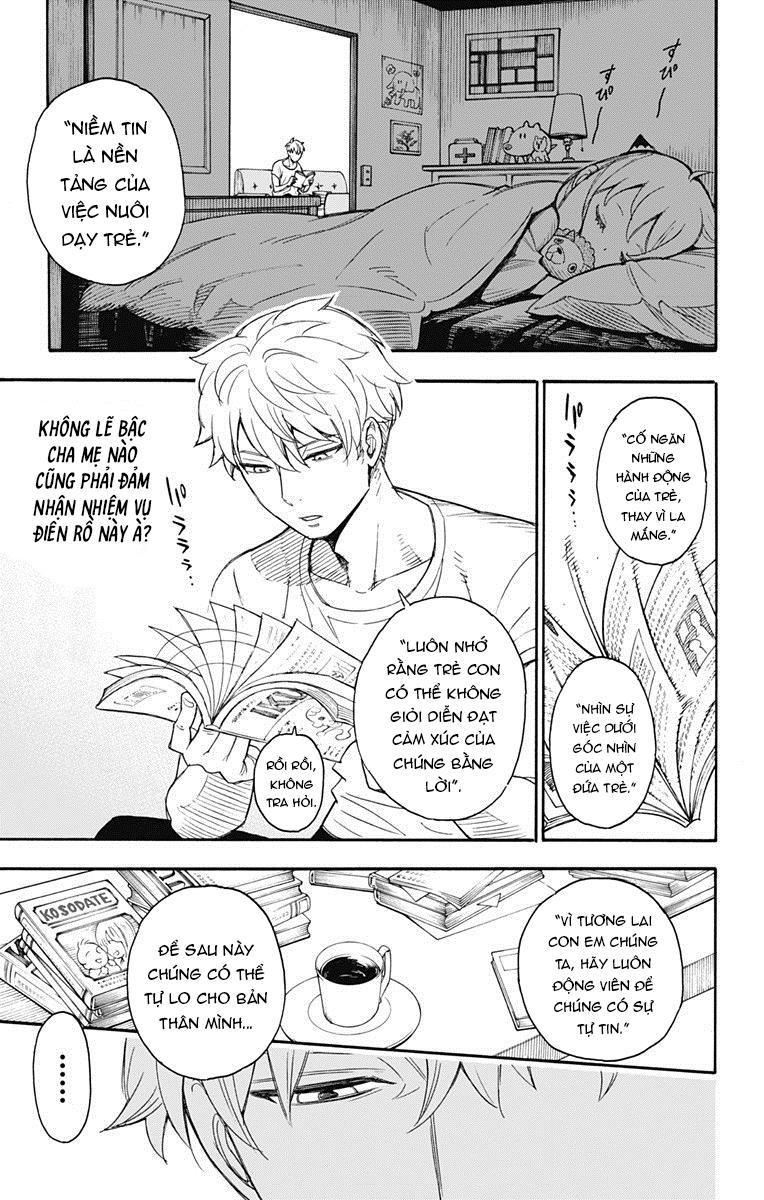 すぴ〜
すぴ〜
"NIỀM TIN
LÀ NỀN
TẢNG CỦA
VIỆC NUÔI
DẠY TRẺ."
"CỐ NGĂN
NHỮNG
HÀNH ĐỘNG
CỦA TRẺ,
THAY VÌ LA
MẮNG."
"NHÌN SỰ
VIỆC DƯỚI
GÓC NHÌN
CỦA MỘT
ĐỨA TRẺ."
KHÔNG LẼ BẬC
CHA MẸ NÀO
CŨNG PHẢI ĐẢM
NHẬN NHIỆM VỤ
ĐIÊN RỒ NÀY À?
"LUÔN NHỚ
RẰNG TRẺ CON
CÓ THỂ KHÔNG
GIỎI DIỄN ĐẠT
CẢM XÚC CỦA
CHÚNG BẰNG
LỜI".
RỒI RỒI,
KHÔNG
TRA HỎI.
"VÌ TƯƠNG LAI
CON EM CHÚNG
TA, HÃY LUÔN
ĐỘNG VIÊN ĐỂ
CHÚNG CÓ SỰ
TỰ TIN."
KOSODATE
ĐỂ SAU NÀY
CHÚNG CÓ THỂ
TỰ LO CHO BẢN
THÂN MÌNH...
......